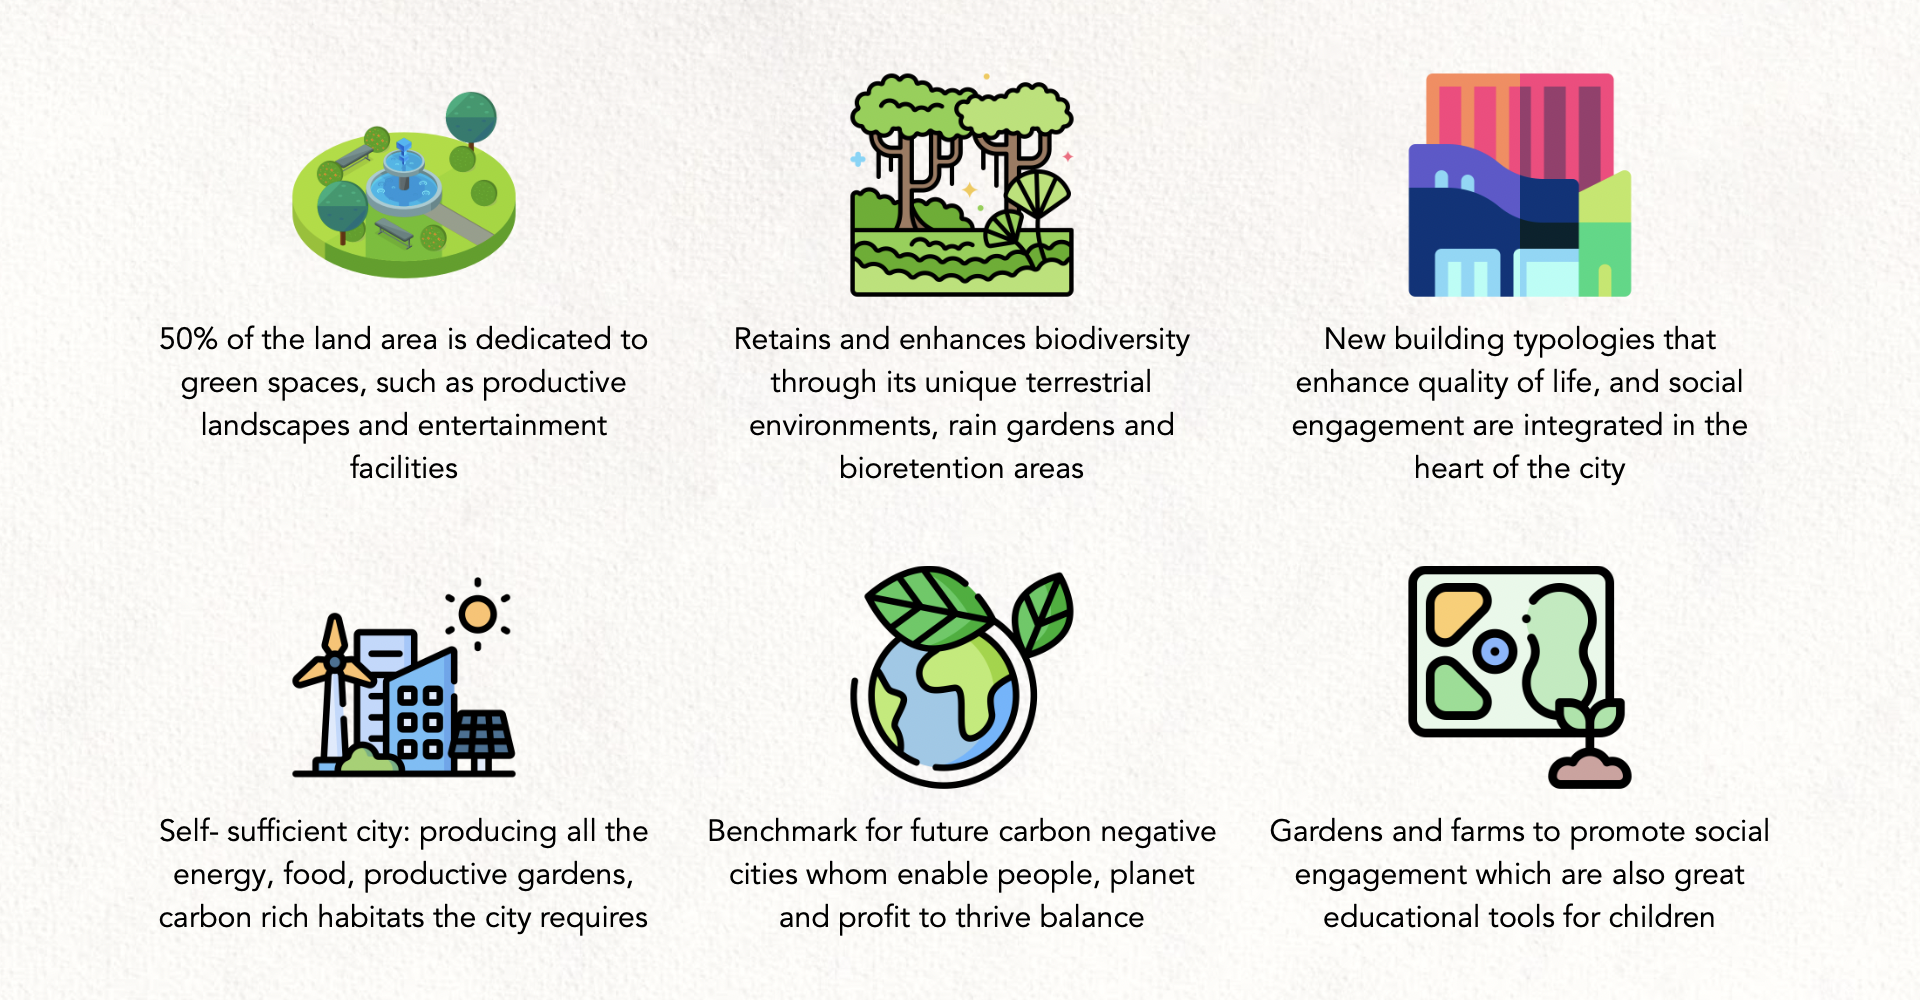 50% of the land area is dedicated to
green spaces, such as productive
landscapes and entertainment
facilities
Retains and enhances biodiversity
through its unique terrestrial
environments, rain gardens and
bioretention areas
New building typologies that
enhance quality of life, and social
engagement are integrated in the
heart of the city
Self- sufficient city: producing all the
energy, food, productive gardens,
carbon rich habitats the city requires
Benchmark for future carbon negative
cities whom enable people, planet
and profit to thrive balance
Gardens and farms to promote social
engagement which are also great
educational tools for children